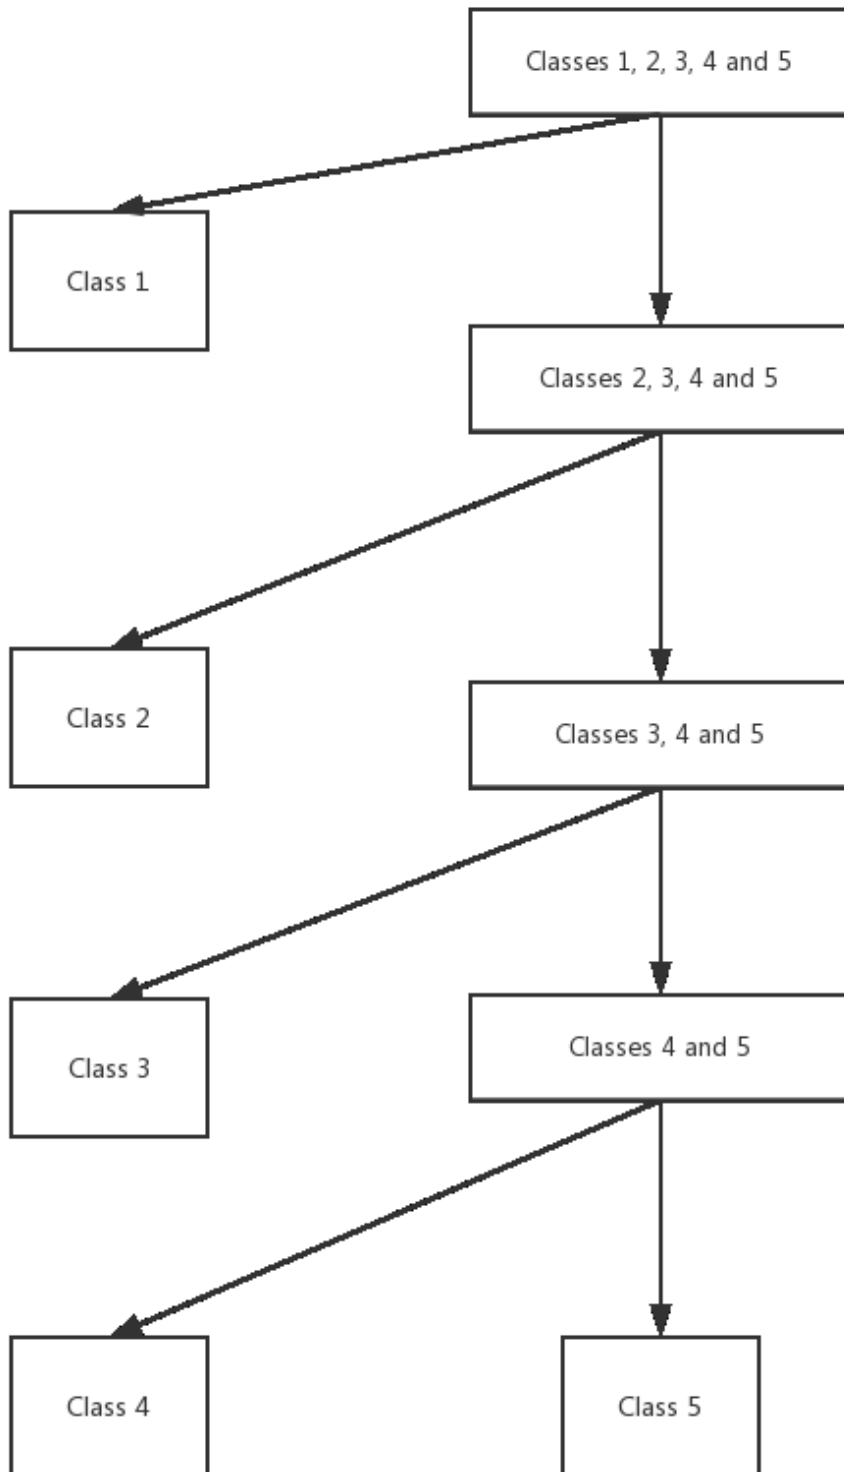 Classes 1, 2, 3, 4 and 5
Class 1
Classes 2, 3, 4 and 5
Class 2
Classes 3, 4 and 5
Class 3
Classes 4 and 5
Class 4
Class 5